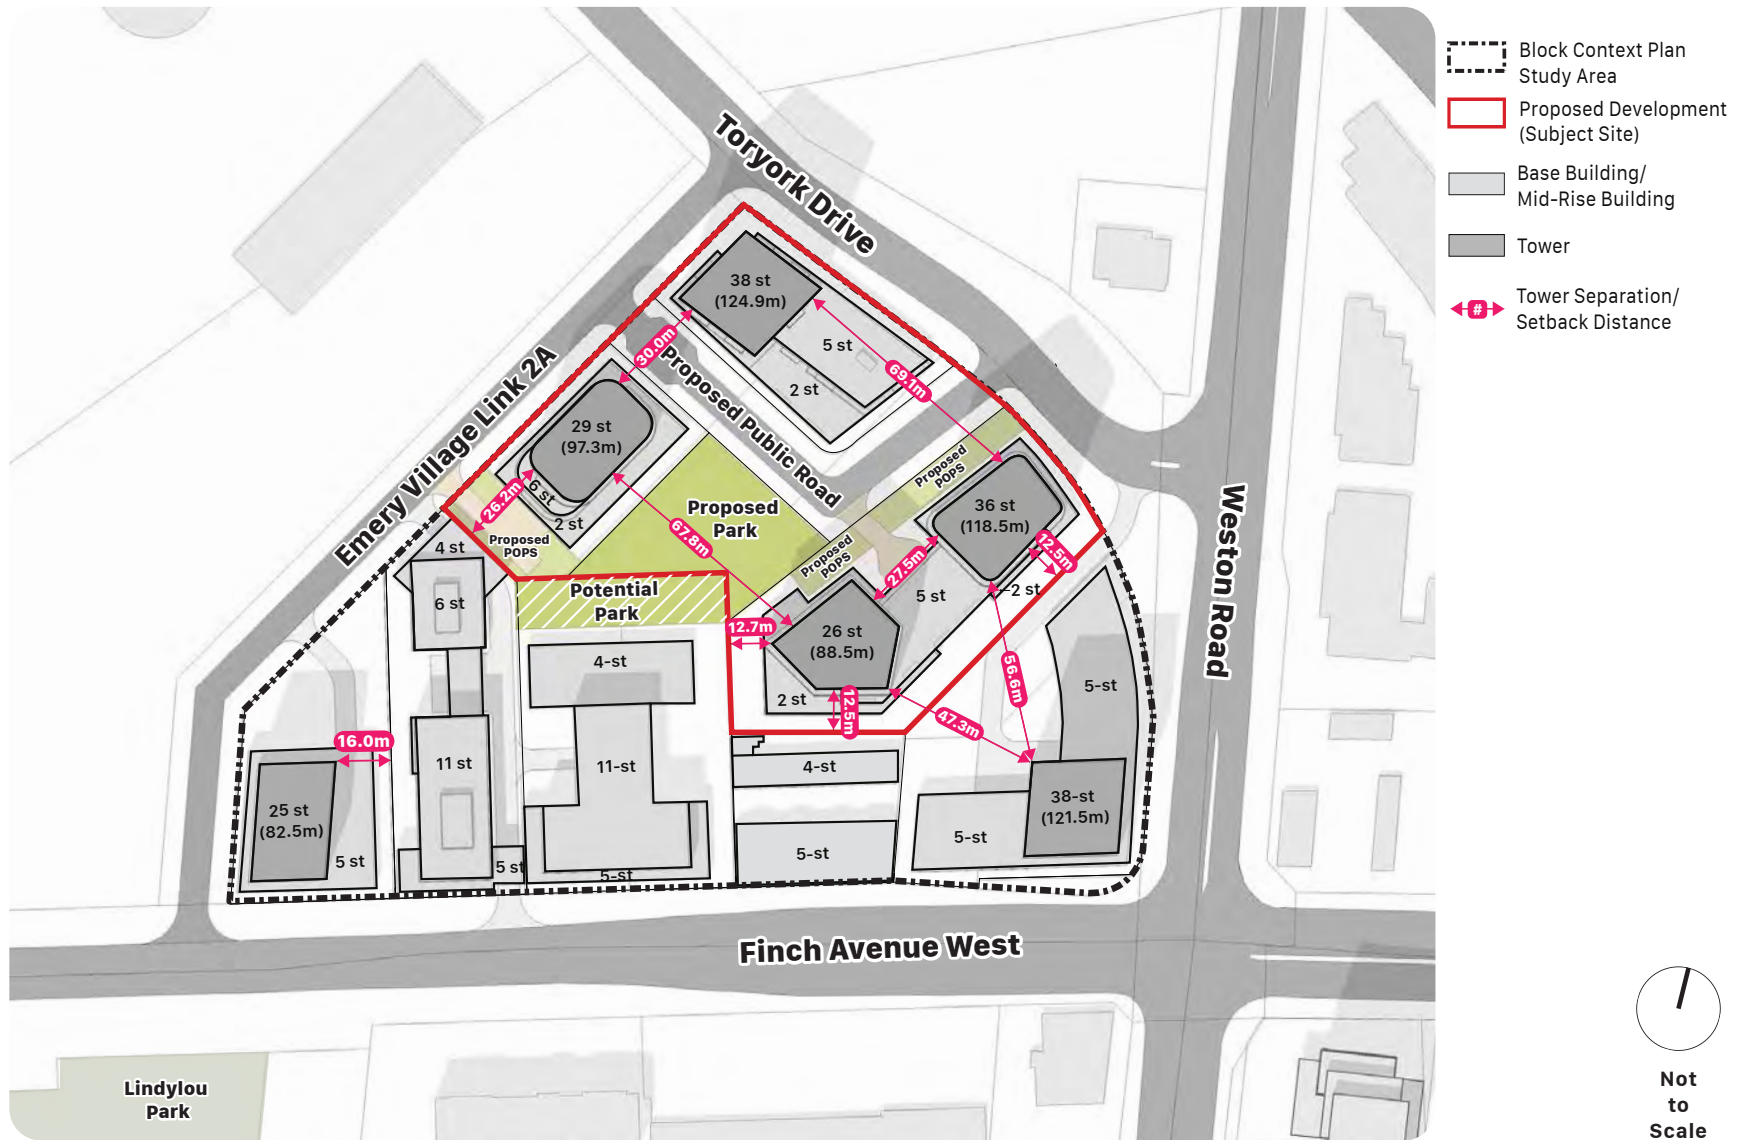 Block Context Plan
Study Area
Proposed Development
(Subject Site)
Base Building/
Mid-Rise Building
Tower
#
Tower Separation/
Setback Distance
Toryork Drive
38 st
(124.9m)
5 st
2 st
30.0m
69.1m
Proposed Public Road
Emery Village Link 2A
29 st
(97.3m)
6 st
2 st
26.2m
Proposed
POPS
Proposed
Park
67.8m
Proposed
POPS
Proposed
POPS
36 st
(118.5m)
12.5m
27.5m
5 st
2 st
Weston Road
4 st
6 st
Potential
Park
12.7m
26 st
(88.5m)
2 st
12.5m
56.6m
47.3m
4-st
5-st
16.0m
11 st
11-st
4-st
25 st
(82.5m)
5 st
5 st
5-st
5-st
5-st
38-st
(121.5m)
Finch Avenue West
Lindylou
Park
Not
to
Scale